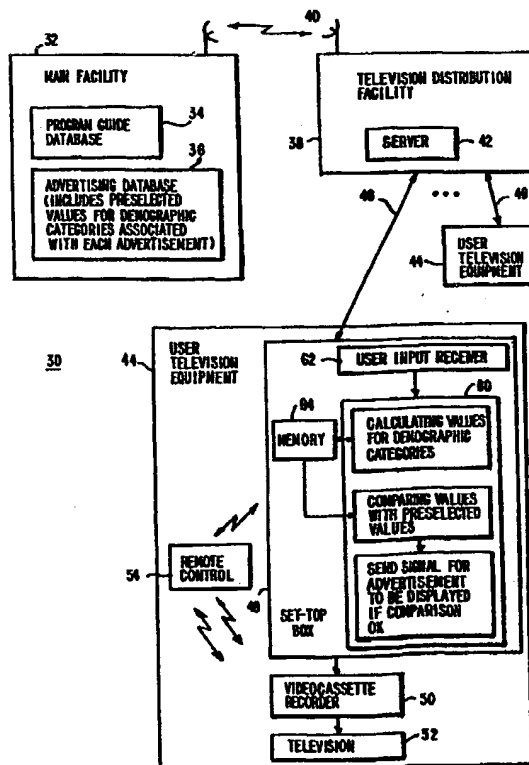 32
40
MAIN FACILITY
34
PROGRAM GUIDE
DATABASE
36
ADVERTISING DATABASE
(INCLUDES PRESELECTED
VALUES FOR DEMOGRAPHIC
CATEGORIES ASSOCIATED
WITH EACH ADVERTISEMENT)
TELEVISION DISTRIBUTION
FACILITY
38
SERVER
42
46
49
44
USER
TELEVISION
EQUIPMENT
30
44
USER
TELEVISION
EQUIPMENT
62
USER INPUT RECEIVER
60
64
MEMORY
CALCULATING VALUES
FOR DEMOGRAPHIC
CATEGORIES
COMPARING VALUES
WITH PRESELECTED
VALUES
SEND SIGNAL FOR
ADVERTISEMENT
TO BE DISPLAYED
IF COMPARISON
OK
54
REMOTE
CONTROL
48
SET-TOP
BOX
VIDEOCASSETTE
RECORDER
50
TELEVISION
52